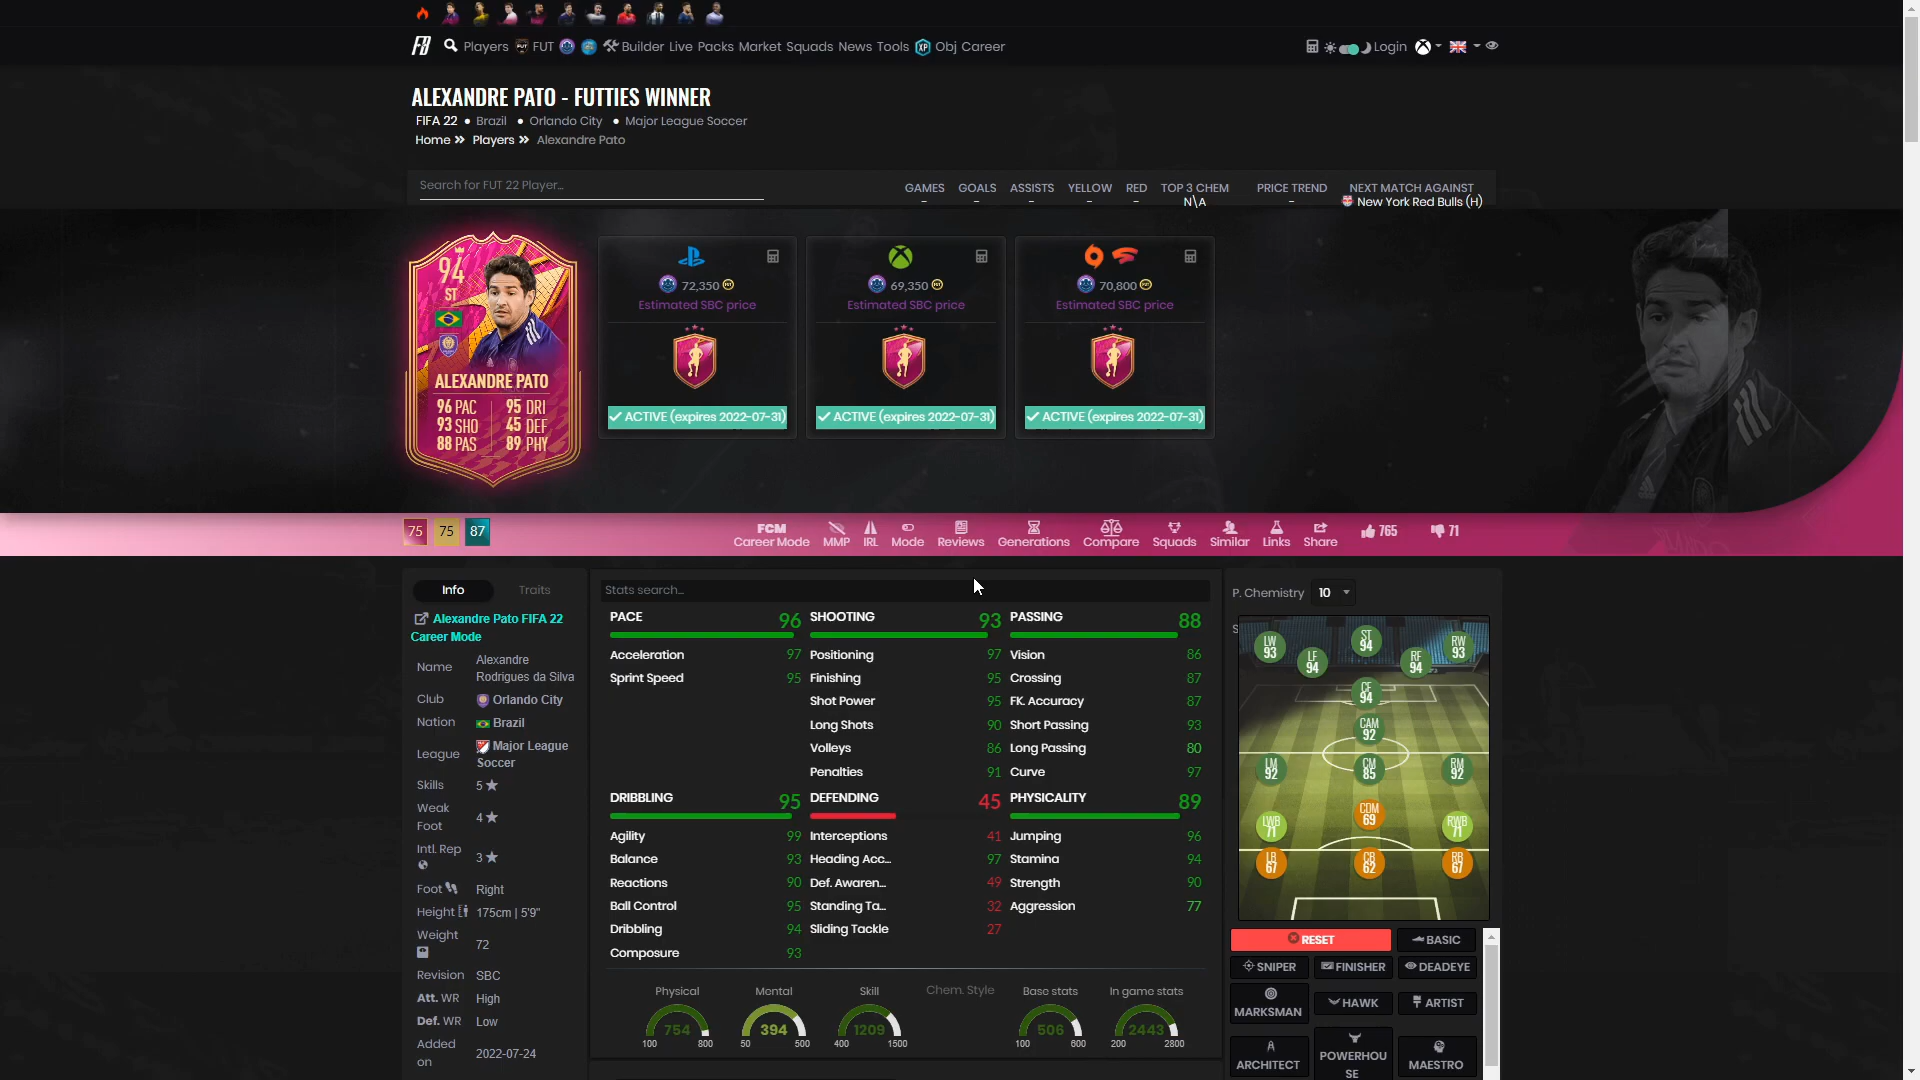 Players FUT Builder Live Packs Market Squads News Tools XP Obj Career
Login
ALEXANDRE PATO - FUTTIES WINNER
FIFA 22 • Brazil • Orlando City • Major League Soccer
Home » Players » Alexandre Pato
Search for FUT 22 Player...
GAMES GOALS ASSISTS YELLOW RED TOP 3 CHEM PRICE TREND NEXT MATCH AGAINST
- - - - - N\A - New York Red Bulls (H)
94
ST
ALEXANDRE PATO
96 PAC 95 DRI
93 SHO 45 DEF
88 PAS 89 PHY
72,350
Estimated SBC price
ACTIVE (expires 2022-07-31)
69,350
Estimated SBC price
ACTIVE (expires 2022-07-31)
70,800
Estimated SBC price
ACTIVE (expires 2022-07-31)
75 75 87
FCM
Career Mode MMP IRL Mode Reviews Generations Compare Squads Similar Links Share 765 71
Info Traits
Alexandre Pato FIFA 22
Career Mode
Name Alexandre
Rodrigues da Silva
Club Orlando City
Nation Brazil
League Major League
Soccer
Skills 5
Weak
Foot 4
Intl. Rep 3
Foot Right
Height 175cm | 5'9"
Weight 72
Revision SBC
Att. WR High
Def. WR Low
Added
on 2022-07-24
Stats search...
PACE 96 SHOOTING 93 PASSING 88
Acceleration 97 Positioning 97 Vision 86
Sprint Speed 95 Finishing 95 Crossing 87
Shot Power 95 FK. Accuracy 87
Long Shots 90 Short Passing 93
Volleys 86 Long Passing 80
Penalties 91 Curve 97
DRIBBLING 95 DEFENDING 45 PHYSICALITY 89
Agility 99 Interceptions 41 Jumping 96
Balance 93 Heading Acc... 97 Stamina 94
Reactions 90 Def. Awaren... 49 Strength 90
Ball Control 95 Standing Ta... 32 Aggression 77
Dribbling 94 Sliding Tackle 27
Composure 93
Physical Mental Skill Chem. Style Base stats In game stats
754 394 1209 506 2443
100 800 50 500 400 1500 100 600 200 2800
P. Chemistry 10
S
LW 93 ST 94 RW 93
LF 94 RF 94
CF 94
CAM 92
LM 92 CM 85 RM 92
CDM 69
LWB 71 RWB 71
LB 67 CB 62 RB 67
RESET BASIC
SNIPER FINISHER DEADEYE
MARKSMAN HAWK ARTIST
ARCHITECT POWERHOU
SE MAESTRO